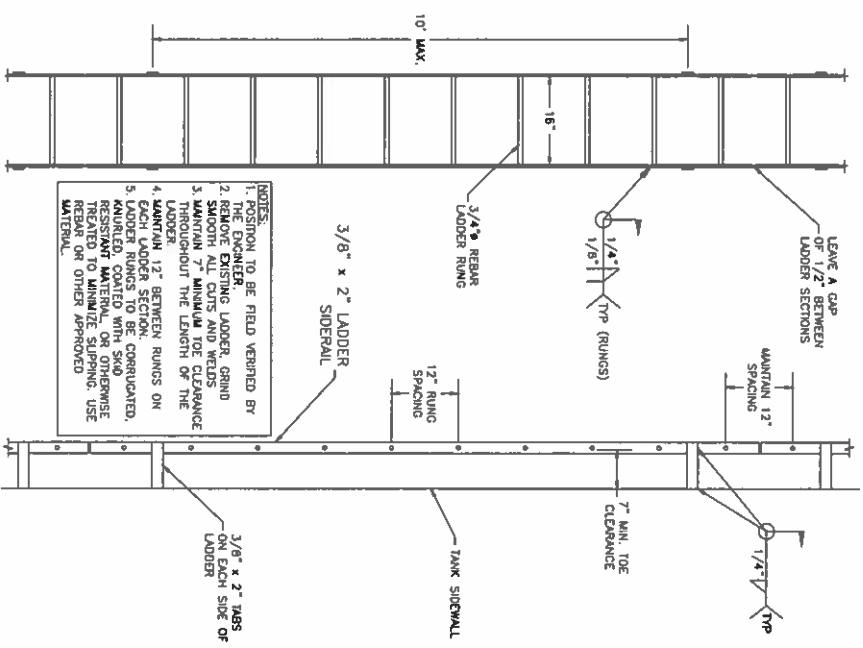 LEAVE A GAP
OF 1/2" BETWEEN
LADDER SECTIONS
MAINTAIN 12"
SPACING
1/4"
TYP
10' MAX.
16"
1/4"
1/8"
TYP (RUNGS)
3/4"ø REBAR
LADDER RUNG
12" RUNG
SPACING
7" MIN. TOE
CLEARANCE
3/8" x 2" LADDER
SIDERAIL
TANK SIDEWALL
3/8" x 2" TABS
ON EACH SIDE OF
LADDER
NOTES:
1. POSITION TO BE FIELD VERIFIED BY
THE ENGINEER.
2. REMOVE EXISTING LADDER, GRIND
SMOOTH ALL CUTS AND WELDS
3. MAINTAIN 7" MINIMUM TOE CLEARANCE
THROUGHOUT THE LENGTH OF THE
LADDER.
4. MAINTAIN 12" BETWEEN RUNGS ON
EACH LADDER SECTION.
5. LADDER RUNGS TO BE CORRUGATED,
KNURLED, COATED WITH SKID
RESISTANT MATERIAL, OR OTHERWISE
TREATED TO MINIMIZE SLIPPING. USE
REBAR OR OTHER APPROVED
MATERIAL.